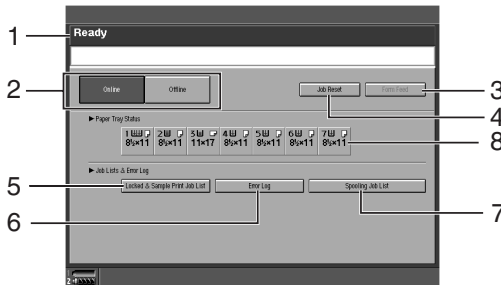 1
Ready
2
Online
Offline
Job Reset
Form Feed
3
4
▶ Paper Tray Status
1 2 3 4 5 6 7
8½×11 8½×11 11×17 8½×11 8½×11 8½×11 8½×11
8
▶ Job Lists & Error Log
5
Locked & Sample Print Job List
Error Log
Spooling Job List
6
7